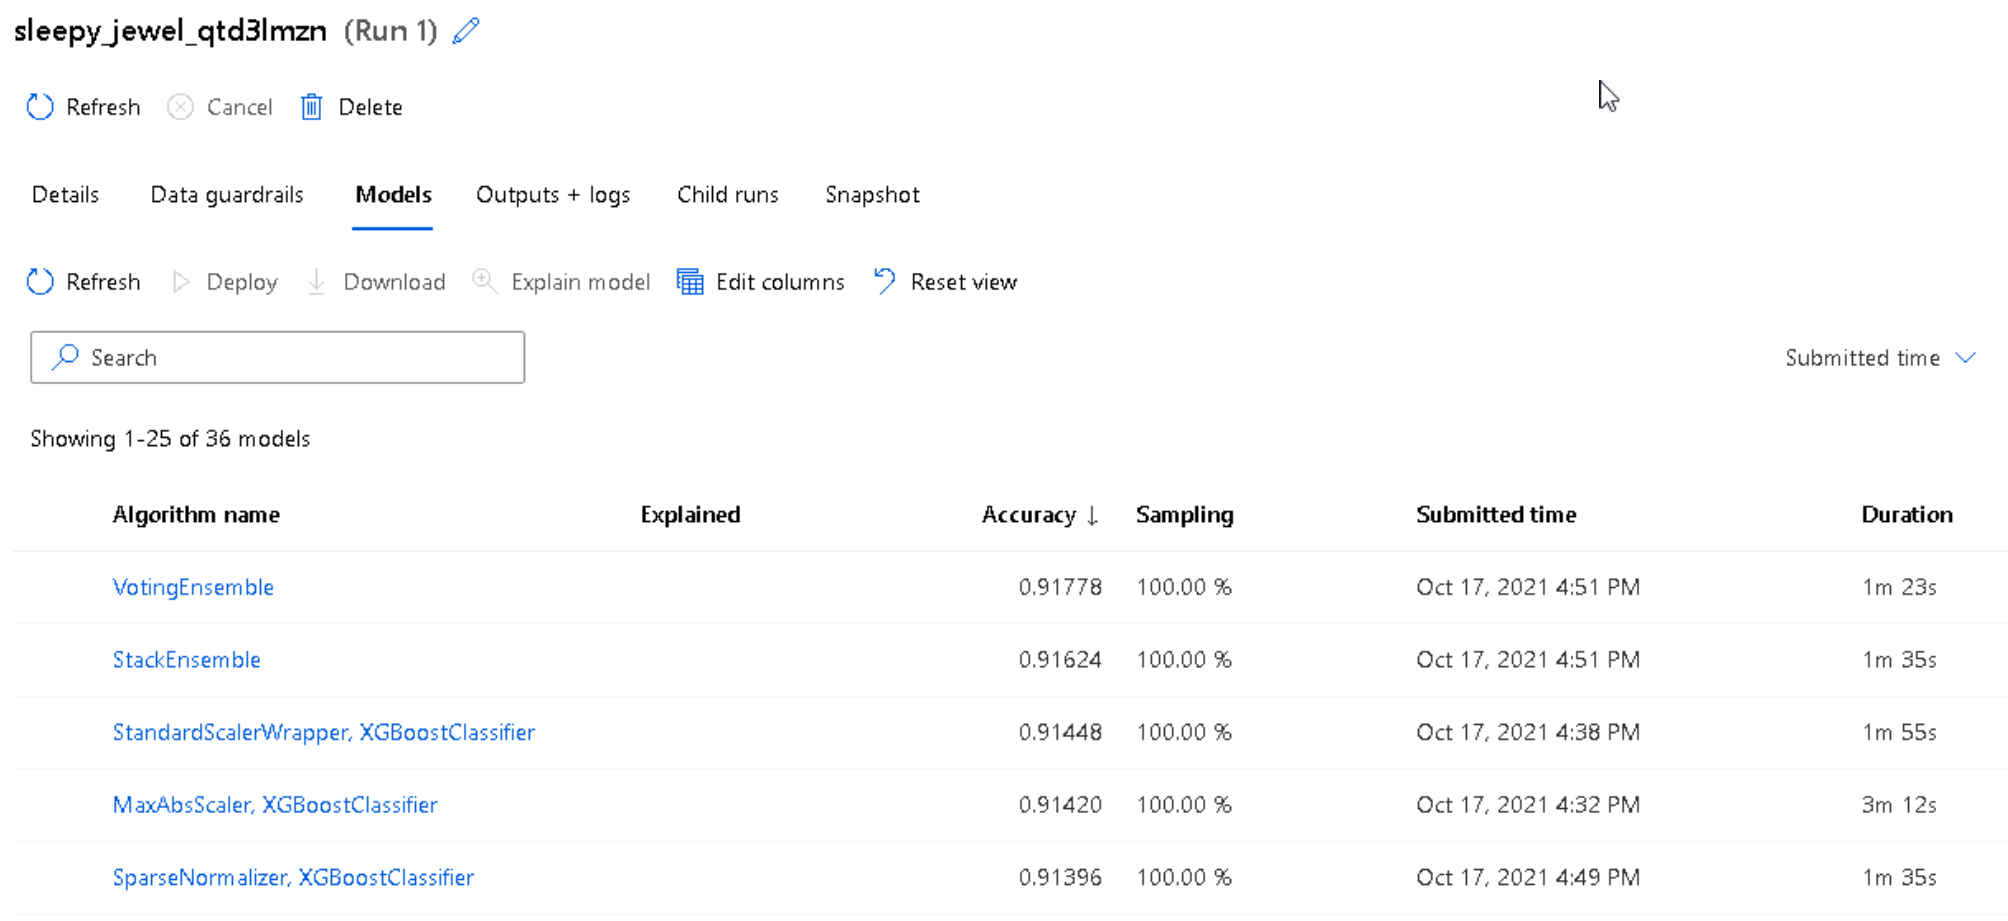 sleepy_jewel_qtd3lmzn (Run 1)
Refresh Cancel Delete
Details Data guardrails Models Outputs + logs Child runs Snapshot
Refresh Deploy Download Explain model Edit columns Reset view
Search Submitted time
Showing 1-25 of 36 models
Algorithm name Explained Accuracy ↓ Sampling Submitted time Duration
VotingEnsemble 0.91778 100.00 % Oct 17, 2021 4:51 PM 1m 23s
StackEnsemble 0.91624 100.00 % Oct 17, 2021 4:51 PM 1m 35s
StandardScalerWrapper, XGBoostClassifier 0.91448 100.00 % Oct 17, 2021 4:38 PM 1m 55s
MaxAbsScaler, XGBoostClassifier 0.91420 100.00 % Oct 17, 2021 4:32 PM 3m 12s
SparseNormalizer, XGBoostClassifier 0.91396 100.00 % Oct 17, 2021 4:49 PM 1m 35s